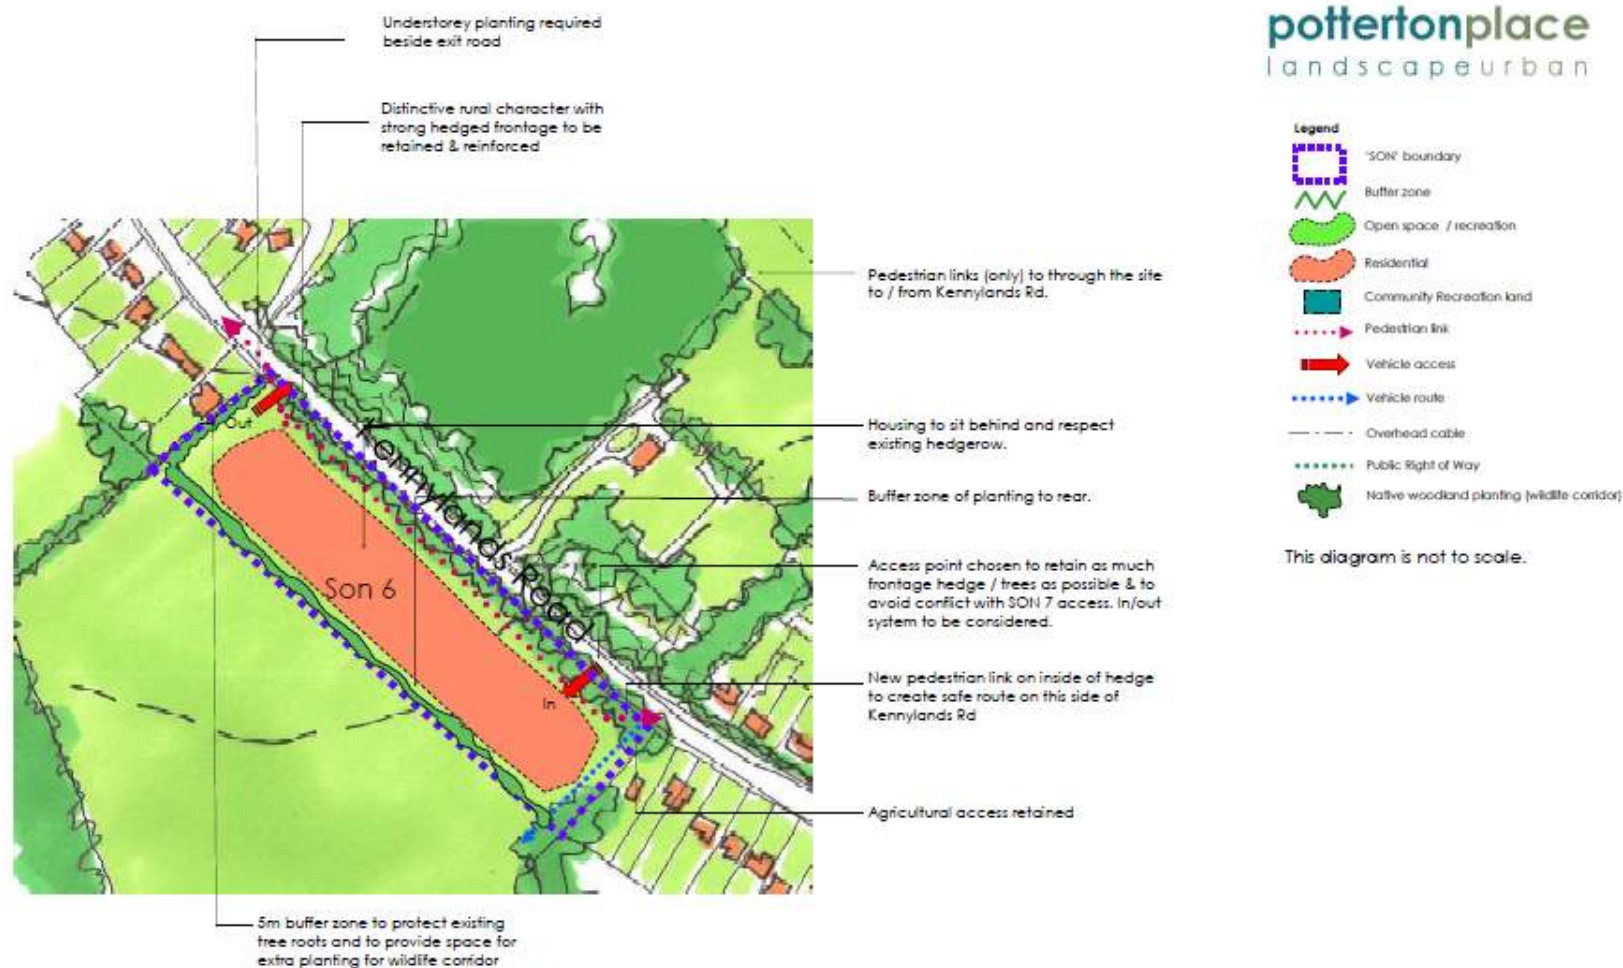 Understorey planting required
beside exit road
Distinctive rural character with
strong hedged frontage to be
retained & reinforced
pottertonplace
landscapeurban
Legend
'SON' boundary
Buffer zone
Open space / recreation
Residential
Community Recreation land
Pedestrian link
Vehicle access
Vehicle route
Overhead cable
Public Right of Way
Native woodland planting (wildlife corridor)
This diagram is not to scale.
Pedestrian links (only) to through the site
to / from Kennylands Rd.
Housing to sit behind and respect
existing hedgerow.
Buffer zone of planting to rear.
Access point chosen to retain as much
frontage hedge / trees as possible & to
avoid conflict with SON 7 access. In/out
system to be considered.
New pedestrian link on inside of hedge
to create safe route on this side of
Kennylands Rd
Agricultural access retained
Out
Kennylands Road
Son 6
In
5m buffer zone to protect existing
tree roots and to provide space for
extra planting for wildlife corridor